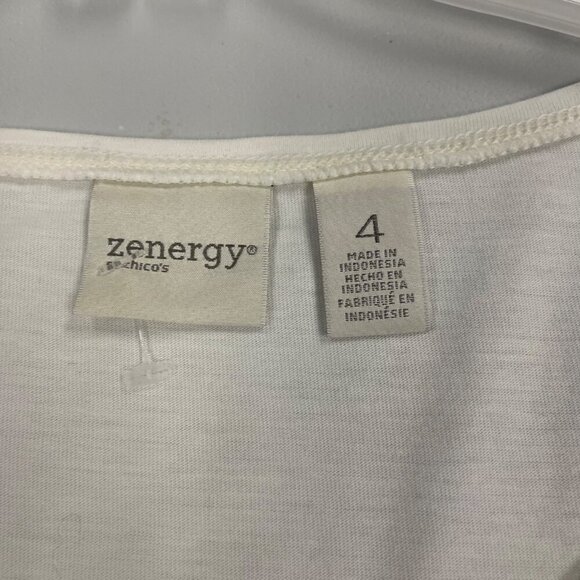 zenergy®
chico's
4
MADE IN
INDONESIA
HECHO EN
INDONESIA
FABRIQUÉ EN
INDONÉSIE